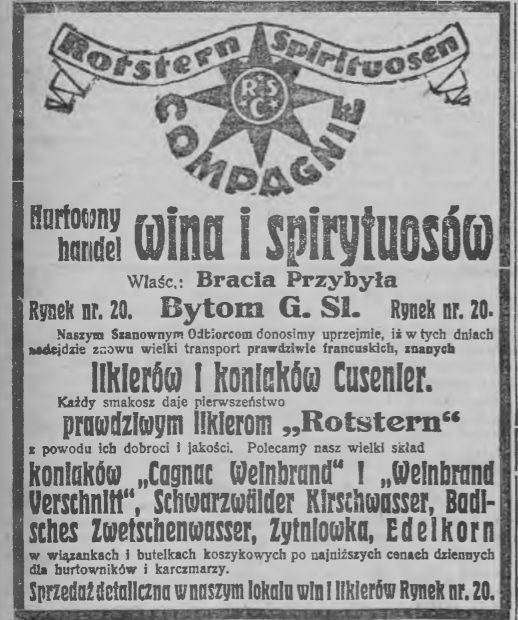 Rotstern Spirituosen
RSC
COMPAGNIE
Hurtowny
handel wina i spirytuosów
Właśc.: Bracia Przybyła
Rynek nr. 20. Bytom G. Sl. Rynek nr. 20.
Naszym Szanownym Odbiorcom donosimy uprzejmie, iż w tych dniach
nadejdzie znowu wielki transport prawdziwie francuskich, znanych
likierów i koniaków Cusenier.
Każdy smakosz daje pierwszeństwo
prawdziwym likierom „Rotstern“
z powodu ich dobroci i jakości. Polecamy nasz wielki skład
koniaków „Cagnac Weinbrand“ i „Weinbrand
Verschnitt“, Schwarzwälder Kirschwasser, Badi-
sches Zwetschenwasser, Zytniowka, Edelkorn
w wiązankach i butelkach koszykowych po najniższych cenach dziennych
dla hurtowników i karczmarzy.
Sprzedaż detaliczna w naszym lokalu win i likierów Rynek nr. 20.